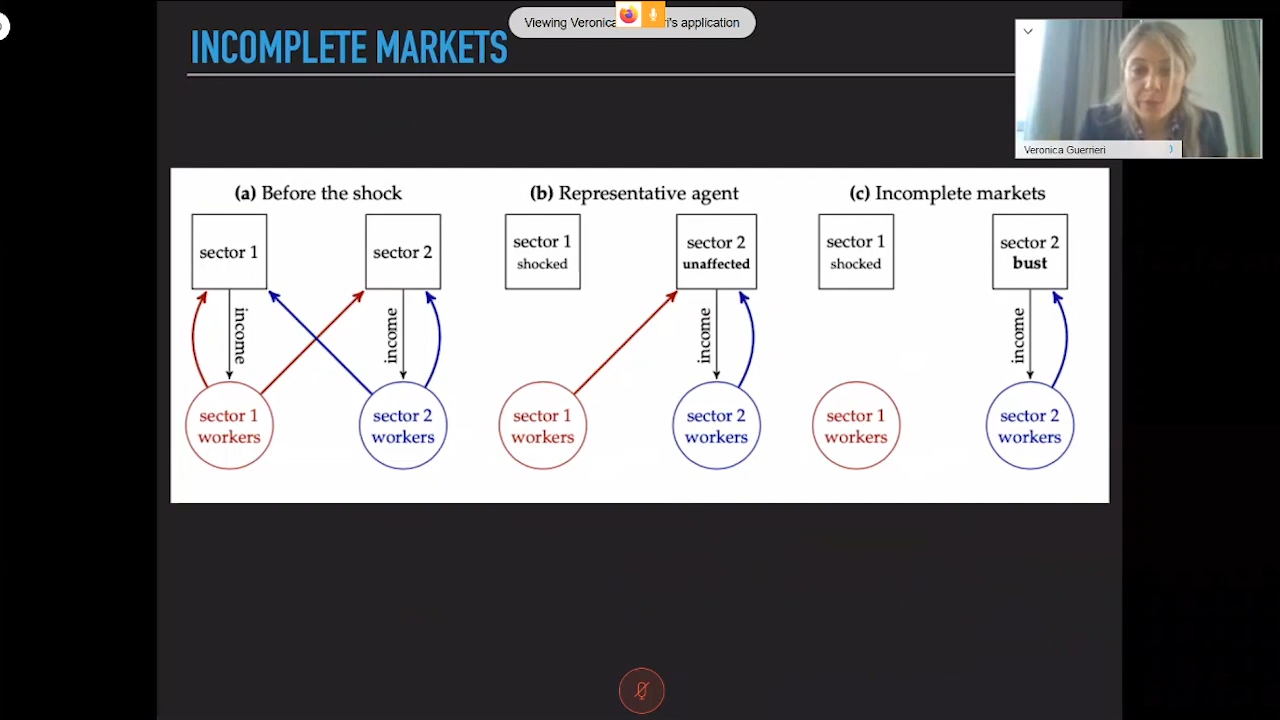 Viewing Veronica
ri's application
INCOMPLETE MARKETS
Veronica Guerrieri
(a) Before the shock
(b) Representative agent
(c) Incomplete markets
sector 1
sector 2
sector 1
shocked
sector 2
unaffected
sector 1
shocked
sector 2
bust
income
income
income
income
sector 1
workers
sector 2
workers
sector 1
workers
sector 2
workers
sector 1
workers
sector 2
workers